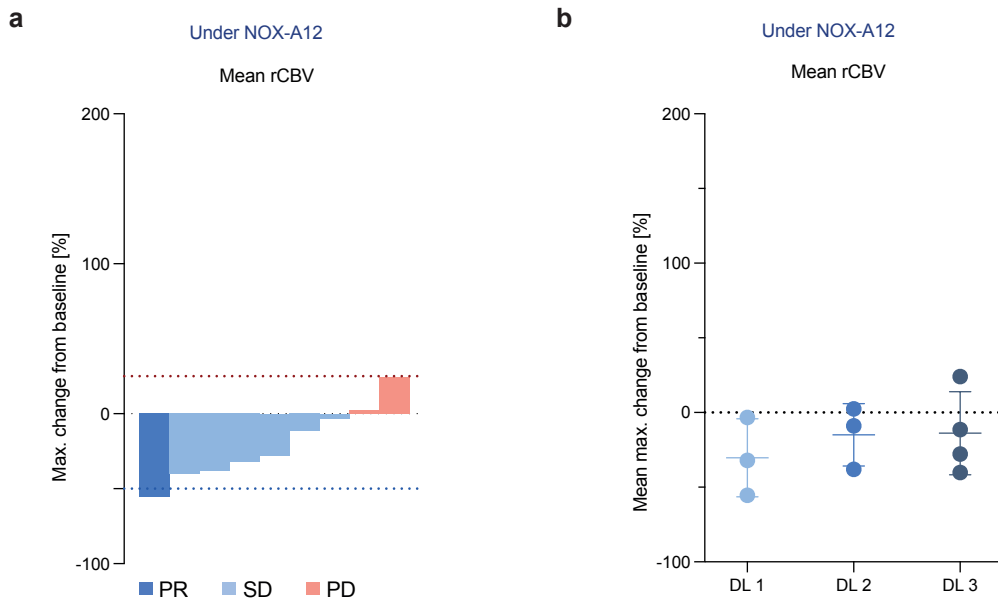 a
Under NOX-A12
Mean rCBV
Max. change from baseline [%]
200
100
0
-100
PR
SD
PD
b
Under NOX-A12
Mean rCBV
Mean max. change from baseline [%]
200
100
0
-100
DL 1
DL 2
DL 3